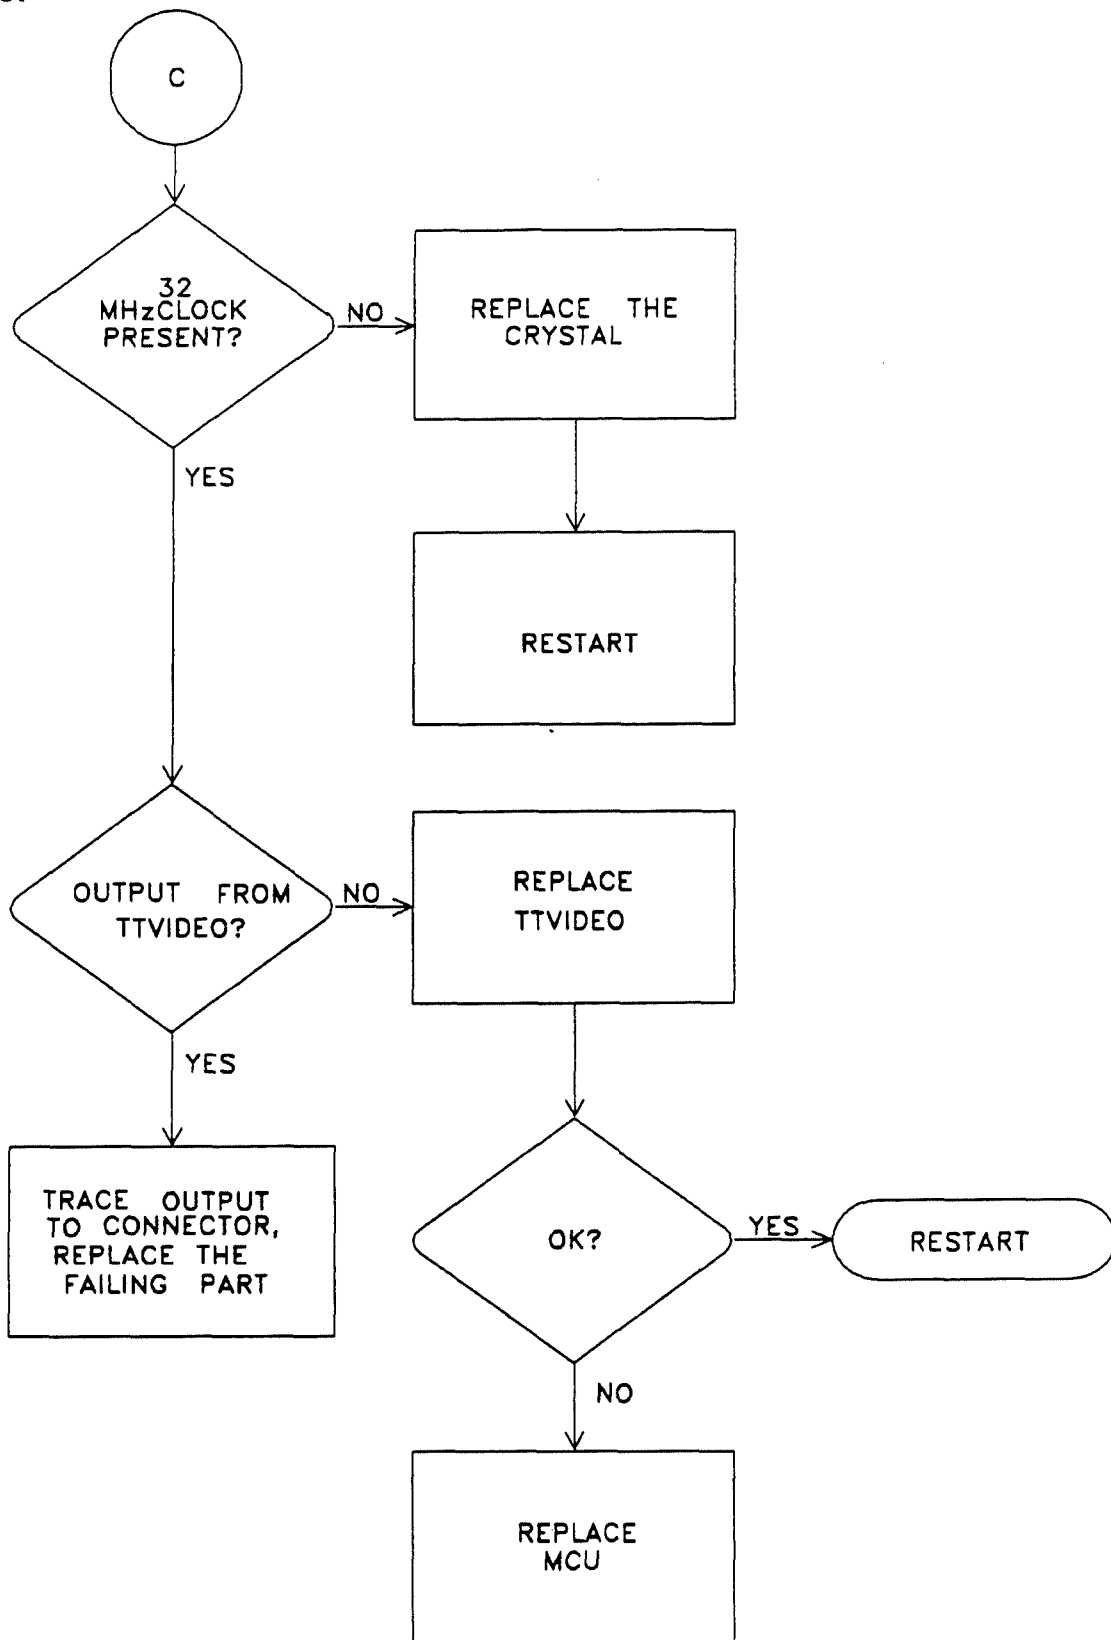 C
32
MHzCLOCK
PRESENT?
NO
REPLACE THE
CRYSTAL
YES
RESTART
OUTPUT FROM
TTVIDEO?
NO
REPLACE
TTVIDEO
YES
TRACE OUTPUT
TO CONNECTOR,
REPLACE THE
FAILING PART
OK?
YES
RESTART
NO
REPLACE
MCU